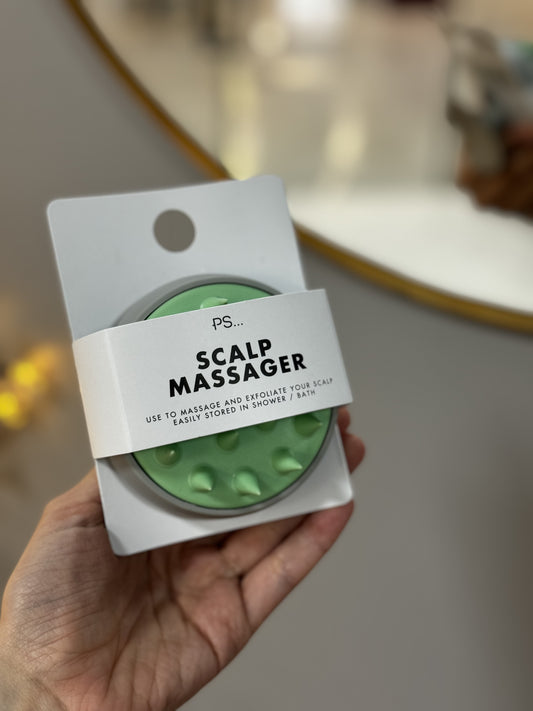 PS...
SCALP
MASSAGER
USE TO MASSAGE AND EXFOLIATE YOUR SCALP
EASILY STORED IN SHOWER / BATH